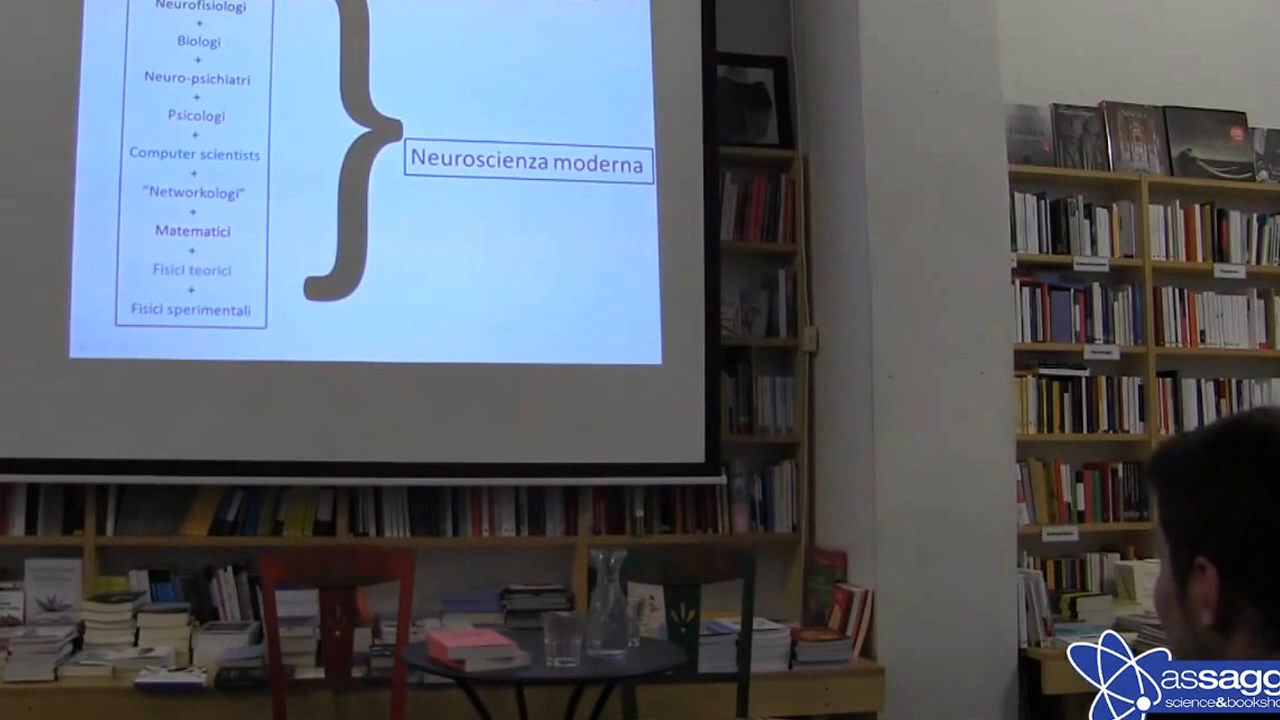 Neurofisiologi
+
Biologi
+
Neuro-psichiatri
+
Psicologi
+
Computer scientists
+
"Networkologi"
+
Matematici
+
Fisici teorici
+
Fisici sperimentali
Neuroscienza moderna
assagg
science&booksho